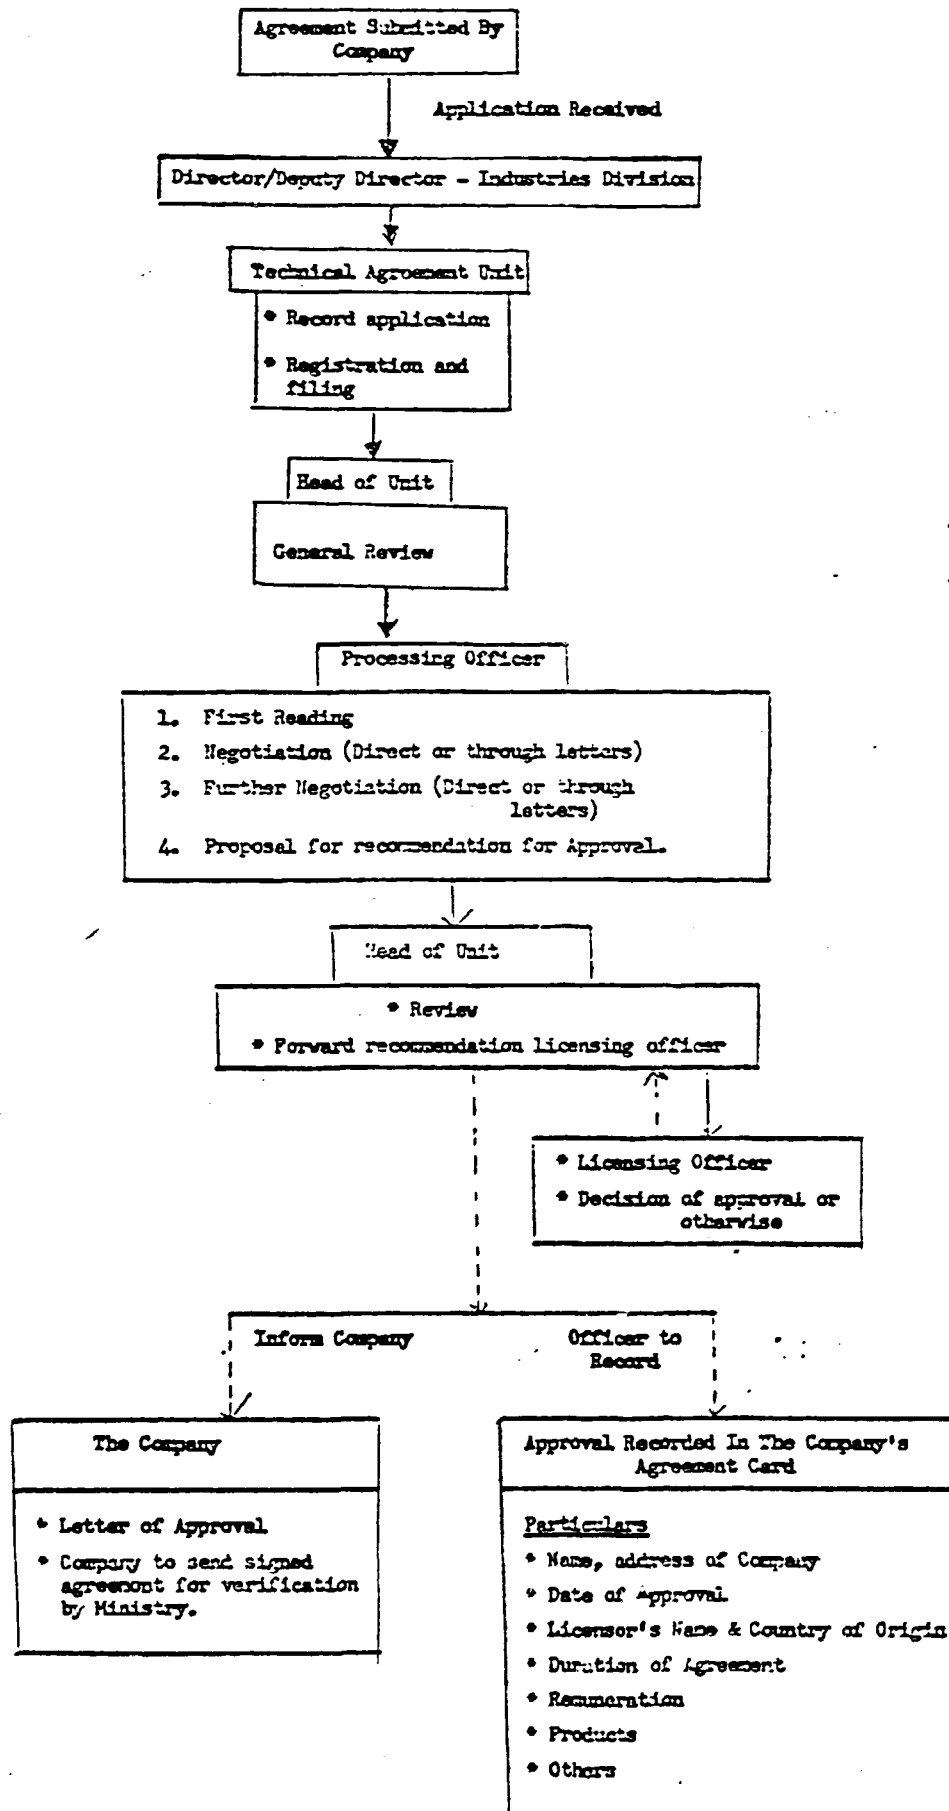 Agreement Submitted By
Company
Application Received
Director/Deputy Director - Industries Division
Technical Agreement Unit
* Record application
* Registration and
filing
Head of Unit
General Review
Processing Officer
1. First Reading
2. Negotiation (Direct or through letters)
3. Further Negotiation (Direct or through
letters)
4. Proposal for recommendation for Approval.
Head of Unit
* Review
* Forward recommendation licensing officer
* Licensing Officer
* Decision of approval or
otherwise
Inform Company
Officer to
Record
The Company
* Letter of Approval
* Company to send signed
agreement for verification
by Ministry.
Approval Recorded In The Company's
Agreement Card
Particulars
* Name, address of Company
* Date of Approval
* Licensor's Name & Country of Origin
* Duration of Agreement
* Remuneration
* Products
* Others